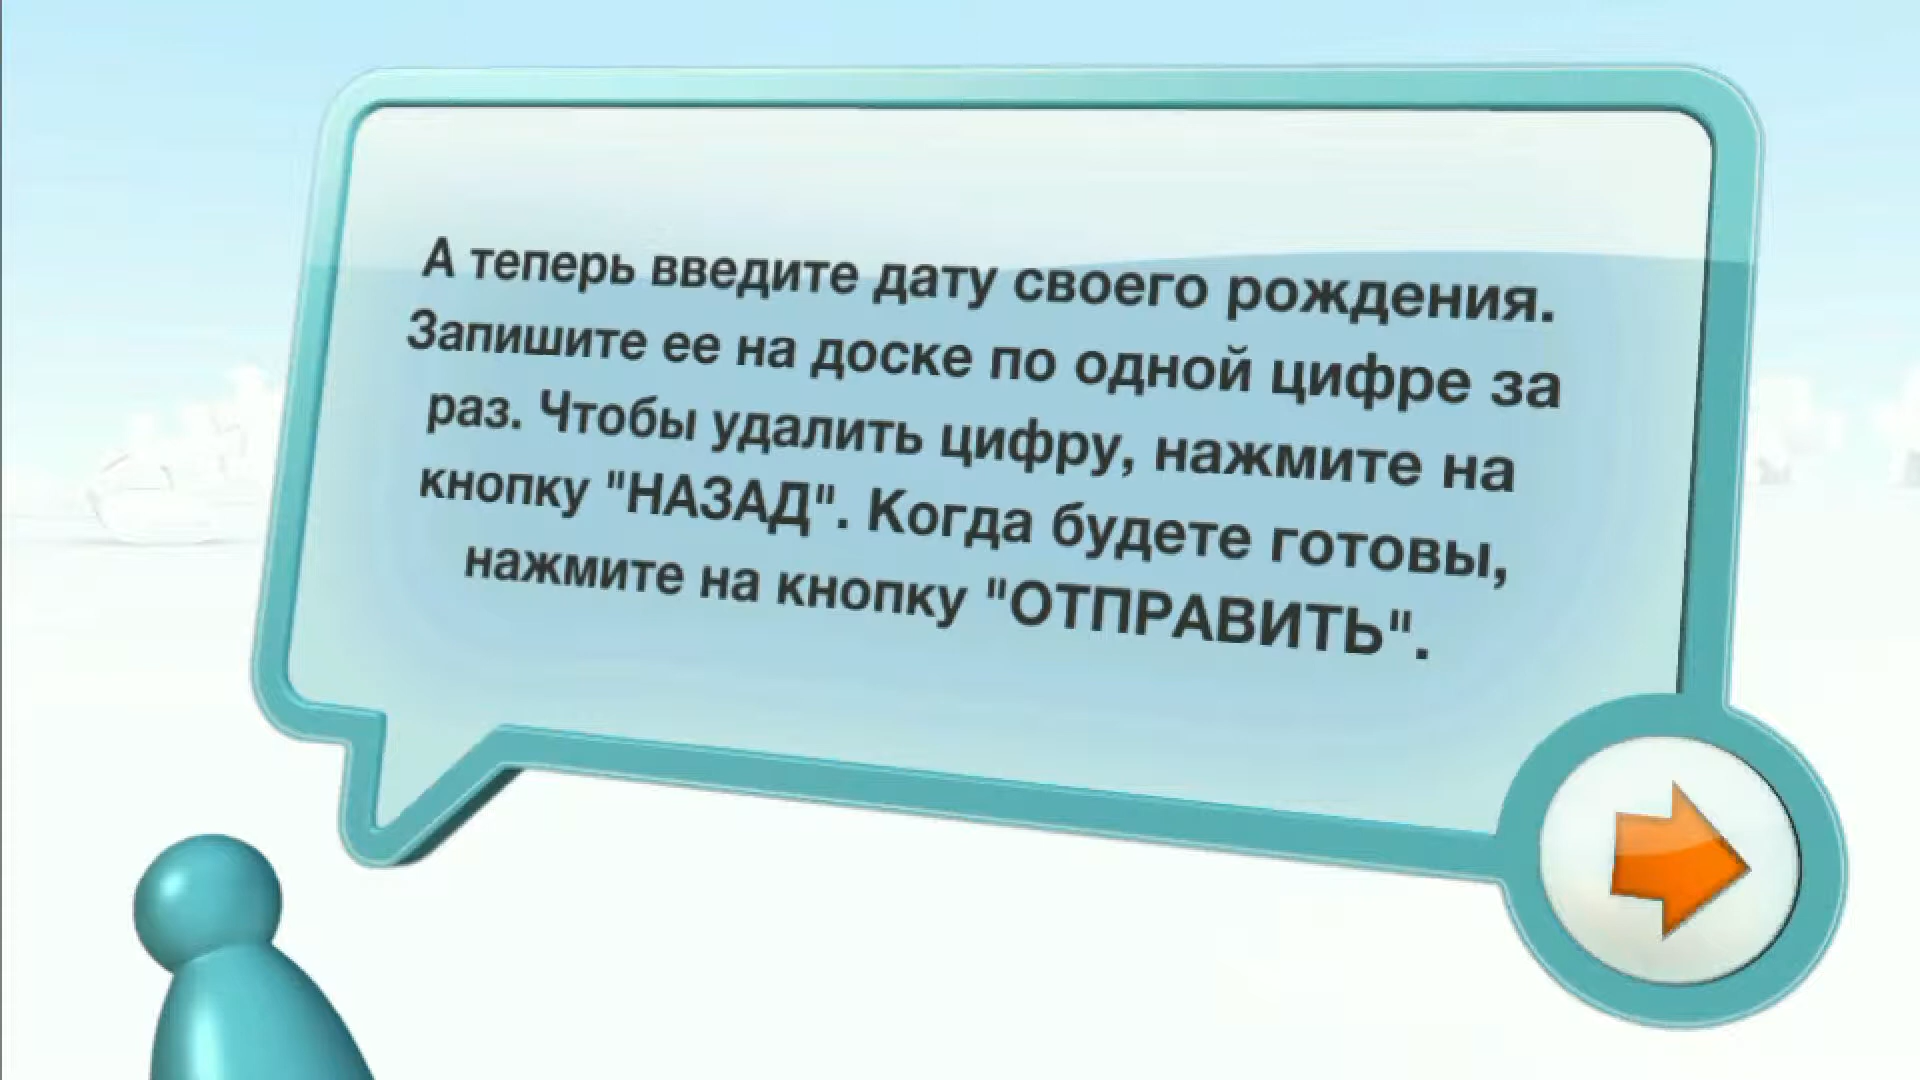 А теперь введите дату своего рождения.
Запишите ее на доске по одной цифре за
раз. Чтобы удалить цифру, нажмите на
кнопку "НАЗАД". Когда будете готовы,
нажмите на кнопку "ОТПРАВИТЬ".